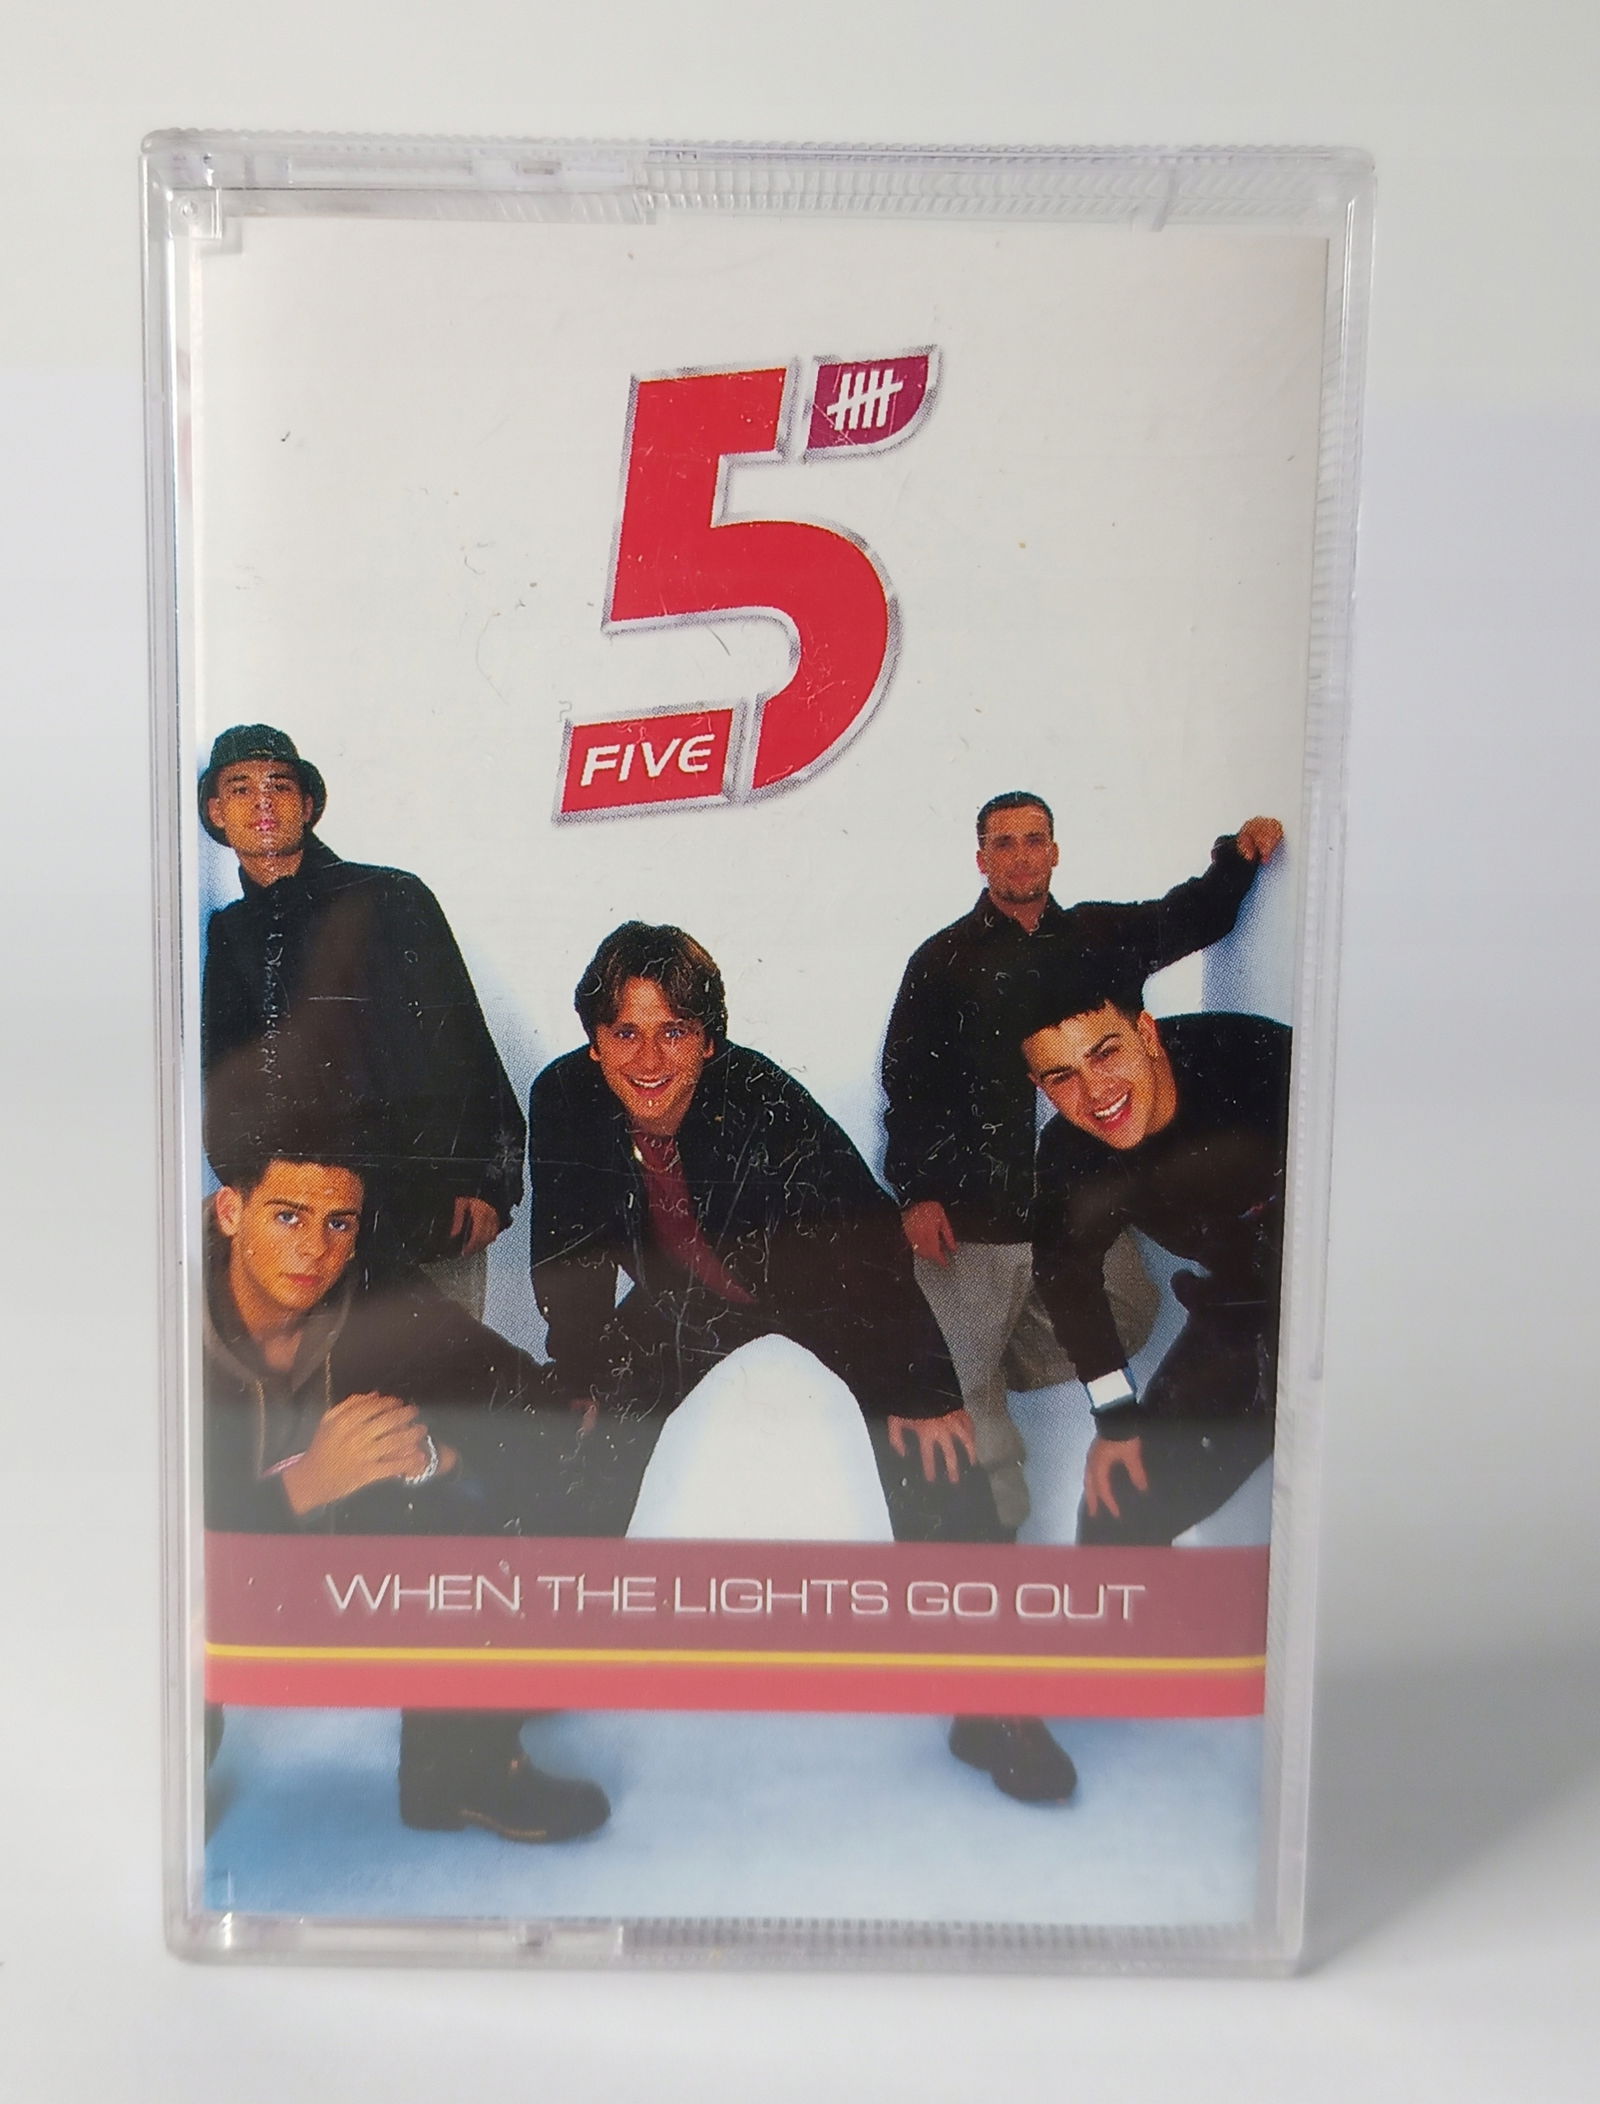 5
FIVE
WHEN THE LIGHTS GO OUT